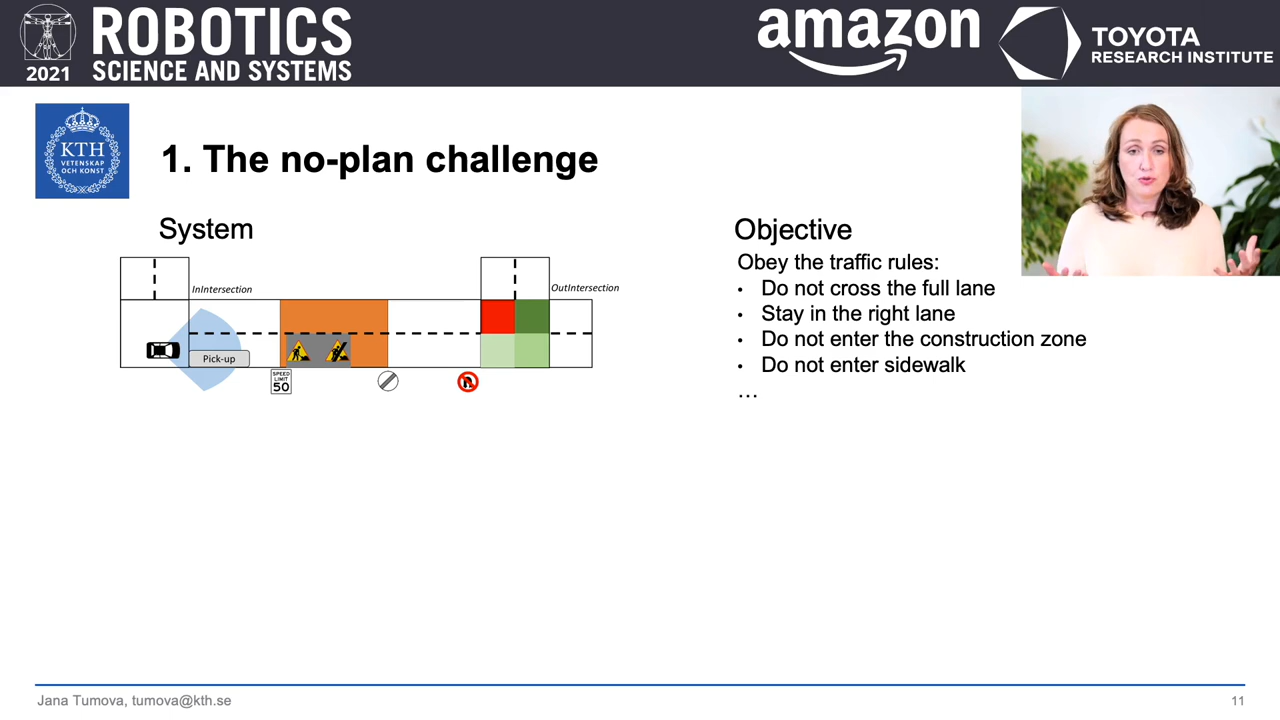 ROBOTICS
2021 SCIENCE AND SYSTEMS
amazon
TOYOTA
RESEARCH INSTITUTE
KTH
VETENSKAP
OCH KONST
1. The no-plan challenge
System
InIntersection
OutIntersection
Pick-up
SPEED
LIMIT
50
Objective
Obey the traffic rules:
• Do not cross the full lane
• Stay in the right lane
• Do not enter the construction zone
• Do not enter sidewalk
…
Jana Tumova, tumova@kth.se
11